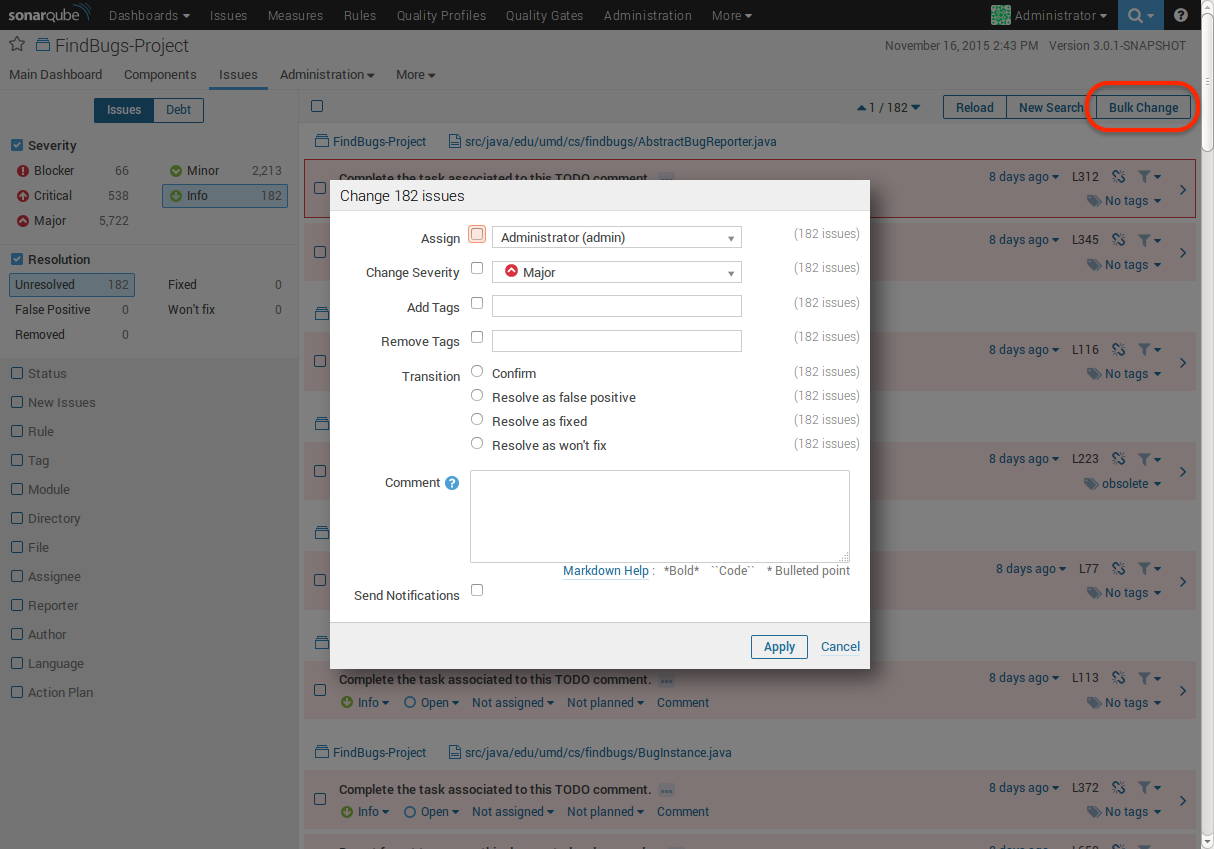 sonarqube Dashboards Issues Measures Rules Quality Profiles Quality Gates Administration More Administrator ?
FindBugs-Project November 16, 2015 2:43 PM Version 3.0.1-SNAPSHOT
Main Dashboard Components Issues Administration More
Issues Debt
1 / 182 Reload New Search Bulk Change
Severity
Blocker 66 Minor 2,213
Critical 538 Info 182
Major 5,722
Resolution
Unresolved 182 Fixed 0
False Positive 0 Won't fix 0
Removed 0
Status
New Issues
Rule
Tag
Module
Directory
File
Assignee
Reporter
Author
Language
Action Plan
FindBugs-Project src/java/edu/umd/cs/findbugs/AbstractBugReporter.java
Complete the task associated to this TODO comment. ...
8 days ago L312
No tags
8 days ago L345
No tags
8 days ago L116
No tags
8 days ago L223
obsolete
8 days ago L77
No tags
Change 182 issues
Assign Administrator (admin) (182 issues)
Change Severity Major (182 issues)
Add Tags (182 issues)
Remove Tags (182 issues)
Transition Confirm (182 issues)
Resolve as false positive (182 issues)
Resolve as fixed (182 issues)
Resolve as won't fix (182 issues)
Comment ?
Markdown Help : *Bold* ``Code`` * Bulleted point
Send Notifications
Apply Cancel
Complete the task associated to this TODO comment. ... 8 days ago L113
Info Open Not assigned Not planned Comment No tags
FindBugs-Project src/java/edu/umd/cs/findbugs/BugInstance.java
Complete the task associated to this TODO comment. ... 8 days ago L372
Info Open Not assigned Not planned Comment No tags